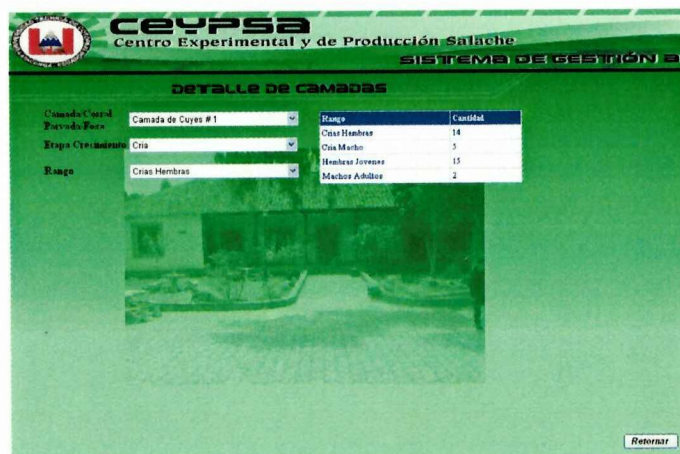 CEYPSA
Centro Experimental y de Producción Salache
SISTEMA DE GESTIÓN A
DETALLE DE CAMADAS
Camada/Corral
Parvada/Fosa
Camada de Cuyes # 1
Etapa Crecimiento
Cría
Rango
Crias Hembras
Rango Cantidad
Crias Hembras 14
Cria Macho 5
Hembras Jovenes 15
Machos Adultos 2
Retornar